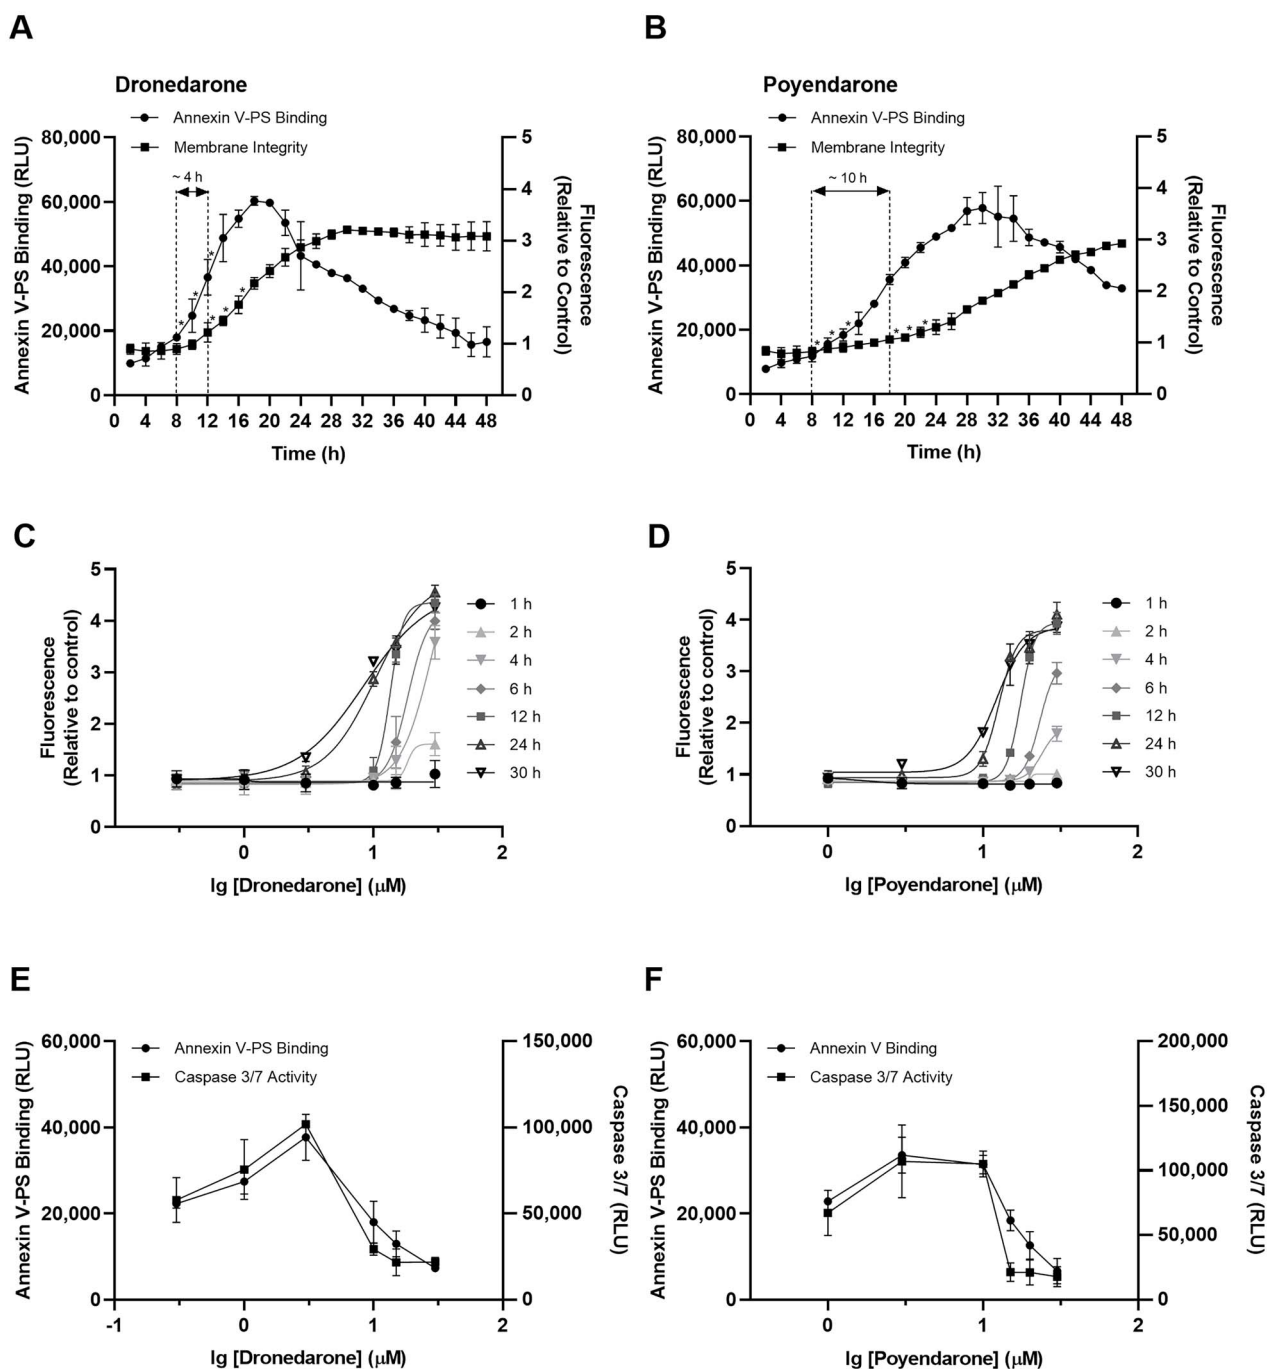 A
Dronedarone
Annexin V-PS Binding
Membrane Integrity
~ 4 h
Annexin V-PS Binding (RLU)
80,000
60,000
40,000
20,000
0
5
4
3
2
1
0
Fluorescence
(Relative to Control)
* * * * * * *
0 4 8 12 16 20 24 28 32 36 40 44 48
Time (h)
B
Poyendarone
Annexin V-PS Binding
Membrane Integrity
~ 10 h
Annexin V-PS Binding (RLU)
80,000
60,000
40,000
20,000
0
5
4
3
2
1
0
Fluorescence
(Relative to Control)
* * * * * * *
0 4 8 12 16 20 24 28 32 36 40 44 48
Time (h)
C
Fluorescence
(Relative to control)
5
4
3
2
1
0
1 h
2 h
4 h
6 h
12 h
24 h
30 h
0 1 2
lg [Dronedarone] (µM)
D
Fluorescence
(Relative to control)
5
4
3
2
1
0
1 h
2 h
4 h
6 h
12 h
24 h
30 h
0 1 2
lg [Poyendarone] (µM)
E
Annexin V-PS Binding
Caspase 3/7 Activity
Annexin V-PS Binding (RLU)
60,000
40,000
20,000
0
150,000
100,000
50,000
0
Caspase 3/7 (RLU)
-1 0 1 2
lg [Dronedarone] (µM)
F
Annexin V Binding
Caspase 3/7 Activity
Annexin V-PS Binding (RLU)
60,000
40,000
20,000
0
200,000
150,000
100,000
50,000
0
Caspase 3/7 (RLU)
0 1 2
lg [Poyendarone] (µM)